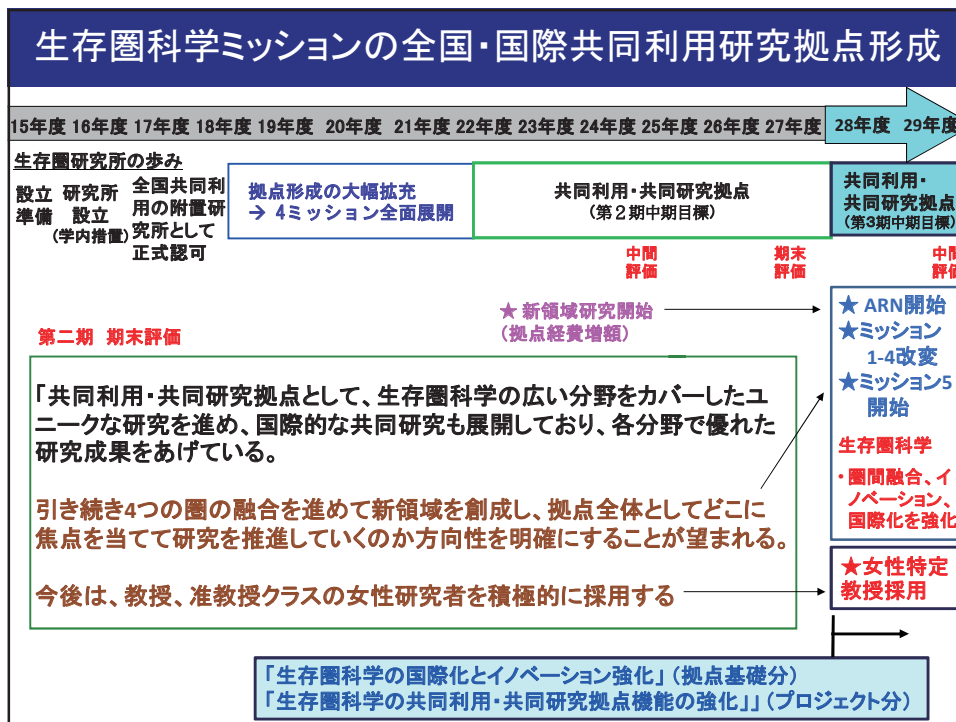 生存圏科学ミッションの全国・国際共同利用研究拠点形成
15年度 16年度 17年度 18年度 19年度 20年度 21年度 22年度 23年度 24年度 25年度 26年度 27年度 28年度 29年度
生存圏研究所の歩み
設立
準備
研究所
設立
(学内措置)
全国共同利
用の附置研
究所として
正式認可
拠点形成の大幅拡充
→ 4ミッション全面展開
共同利用・共同研究拠点
(第2期中期目標)
共同利用・
共同研究拠点
(第3期中期目標)
中間
評価
期末
評価
中間
評価
★ 新領域研究開始
(拠点経費増額)
★ ARN開始
★ミッション
1-4改変
★ミッション5
開始
生存圏科学
・圏間融合、イ
ノベーション、
国際化を強化
★女性特定
教授採用
第二期 期末評価
「共同利用・共同研究拠点として、生存圏科学の広い分野をカバーしたユ
ニークな研究を進め、国際的な共同研究も展開しており、各分野で優れた
研究成果をあげている。
引き続き4つの圏の融合を進めて新領域を創成し、拠点全体としてどこに
焦点を当てて研究を推進していくのか方向性を明確にすることが望まれる。
今後は、教授、准教授クラスの女性研究者を積極的に採用する
「生存圏科学の国際化とイノベーション強化」(拠点基礎分)
「生存圏科学の共同利用・共同研究拠点機能の強化」」(プロジェクト分)